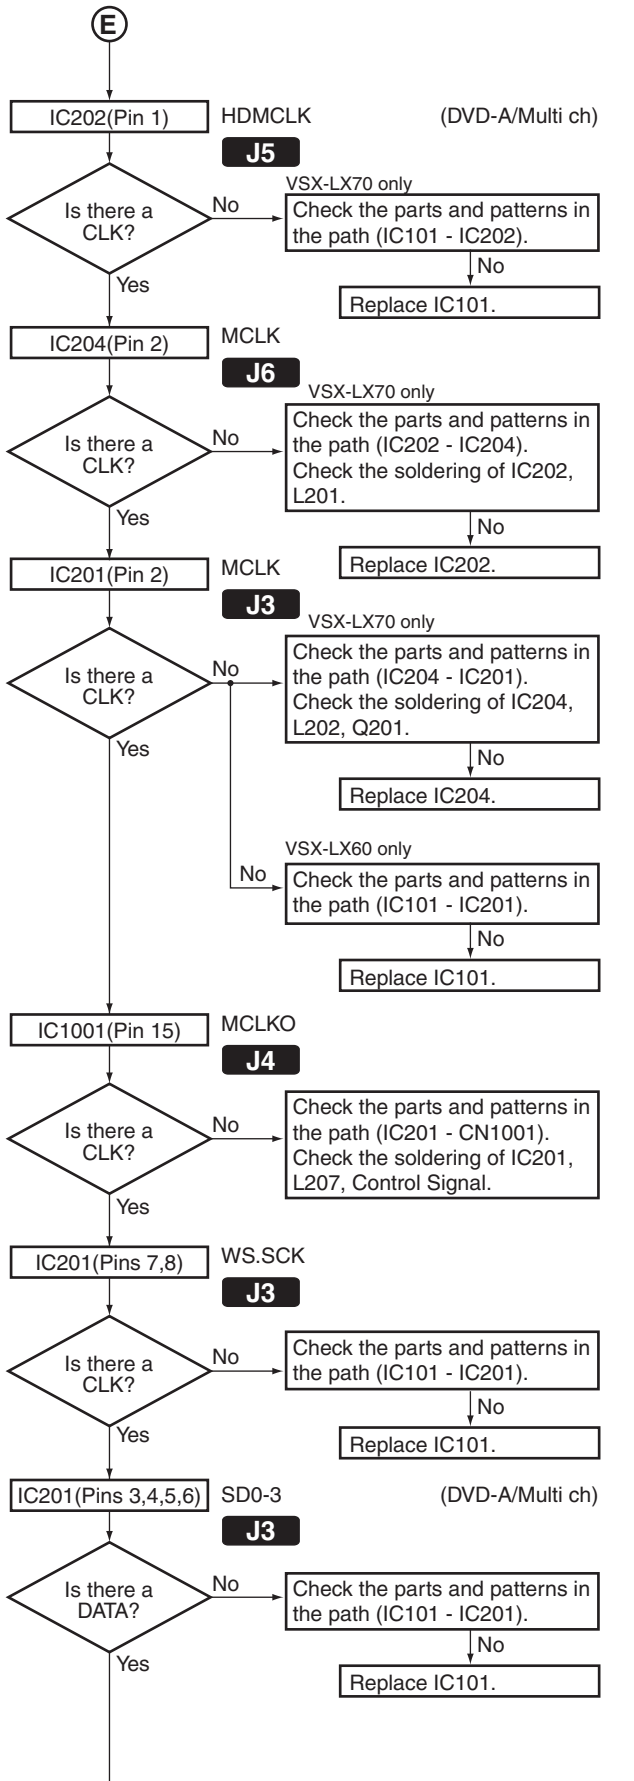 E
IC202(Pin 1)
HDMCLK
(DVD-A/Multi ch)
J5
VSX-LX70 only
Is there a
CLK?
No
Check the parts and patterns in
the path (IC101 - IC202).
No
Yes
Replace IC101.
IC204(Pin 2)
MCLK
J6
VSX-LX70 only
Is there a
CLK?
No
Check the parts and patterns in
the path (IC202 - IC204).
Check the soldering of IC202,
L201.
Yes
No
Replace IC202.
IC201(Pin 2)
MCLK
J3
VSX-LX70 only
Is there a
CLK?
No
Check the parts and patterns in
the path (IC204 - IC201).
Check the soldering of IC204,
L202, Q201.
Yes
No
Replace IC204.
VSX-LX60 only
No
Check the parts and patterns in
the path (IC101 - IC201).
No
Replace IC101.
IC1001(Pin 15)
MCLKO
J4
Is there a
CLK?
No
Check the parts and patterns in
the path (IC201 - CN1001).
Check the soldering of IC201,
L207, Control Signal.
Yes
IC201(Pins 7,8)
WS.SCK
J3
Is there a
CLK?
No
Check the parts and patterns in
the path (IC101 - IC201).
No
Yes
Replace IC101.
IC201(Pins 3,4,5,6)
SD0-3
(DVD-A/Multi ch)
J3
Is there a
DATA?
No
Check the parts and patterns in
the path (IC101 - IC201).
No
Yes
Replace IC101.